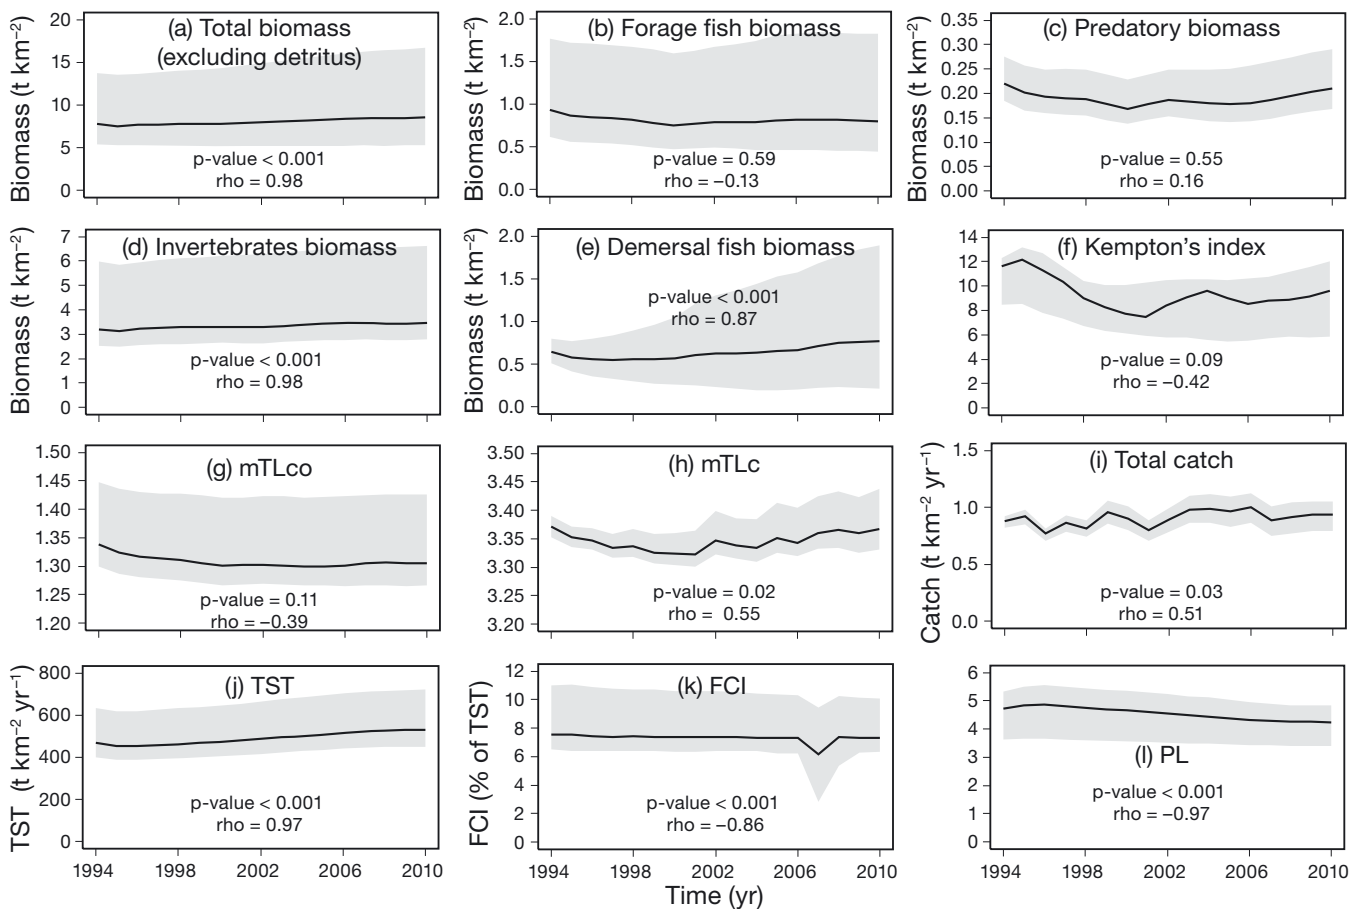 (a) Total biomass
(excluding detritus)
Biomass (t km−2)
20
15
10
5
0
p-value < 0.001
rho = 0.98
(b) Forage fish biomass
Biomass (t km−2)
2.0
1.5
1.0
0.5
0.0
p-value = 0.59
rho = −0.13
(c) Predatory biomass
Biomass (t km−2)
0.35
0.30
0.25
0.20
0.15
0.10
0.05
0.00
p-value = 0.55
rho = 0.16
(d) Invertebrates biomass
Biomass (t km−2)
7
6
5
4
3
2
1
0
p-value < 0.001
rho = 0.98
(e) Demersal fish biomass
Biomass (t km−2)
2.0
1.5
1.0
0.5
0.0
p-value < 0.001
rho = 0.87
(f) Kempton's index
14
12
10
8
6
4
2
0
p-value = 0.09
rho = −0.42
(g) mTLco
1.50
1.45
1.40
1.35
1.30
1.25
1.20
p-value = 0.11
rho = −0.39
(h) mTLc
3.50
3.45
3.40
3.35
3.30
3.25
3.20
p-value = 0.02
rho = 0.55
(i) Total catch
Catch (t km−2 yr−1)
1.5
1.0
0.5
0.0
p-value = 0.03
rho = 0.51
(j) TST
TST (t km−2 yr−1)
800
600
400
200
0
p-value < 0.001
rho = 0.97
1994 1998 2002 2006 2010
(k) FCI
FCI (% of TST)
12
10
8
6
4
2
0
p-value < 0.001
rho = −0.86
1994 1998 2002 2006 2010
(l) PL
6
5
4
3
2
1
0
p-value < 0.001
rho = −0.97
1994 1998 2002 2006 2010
Time (yr)